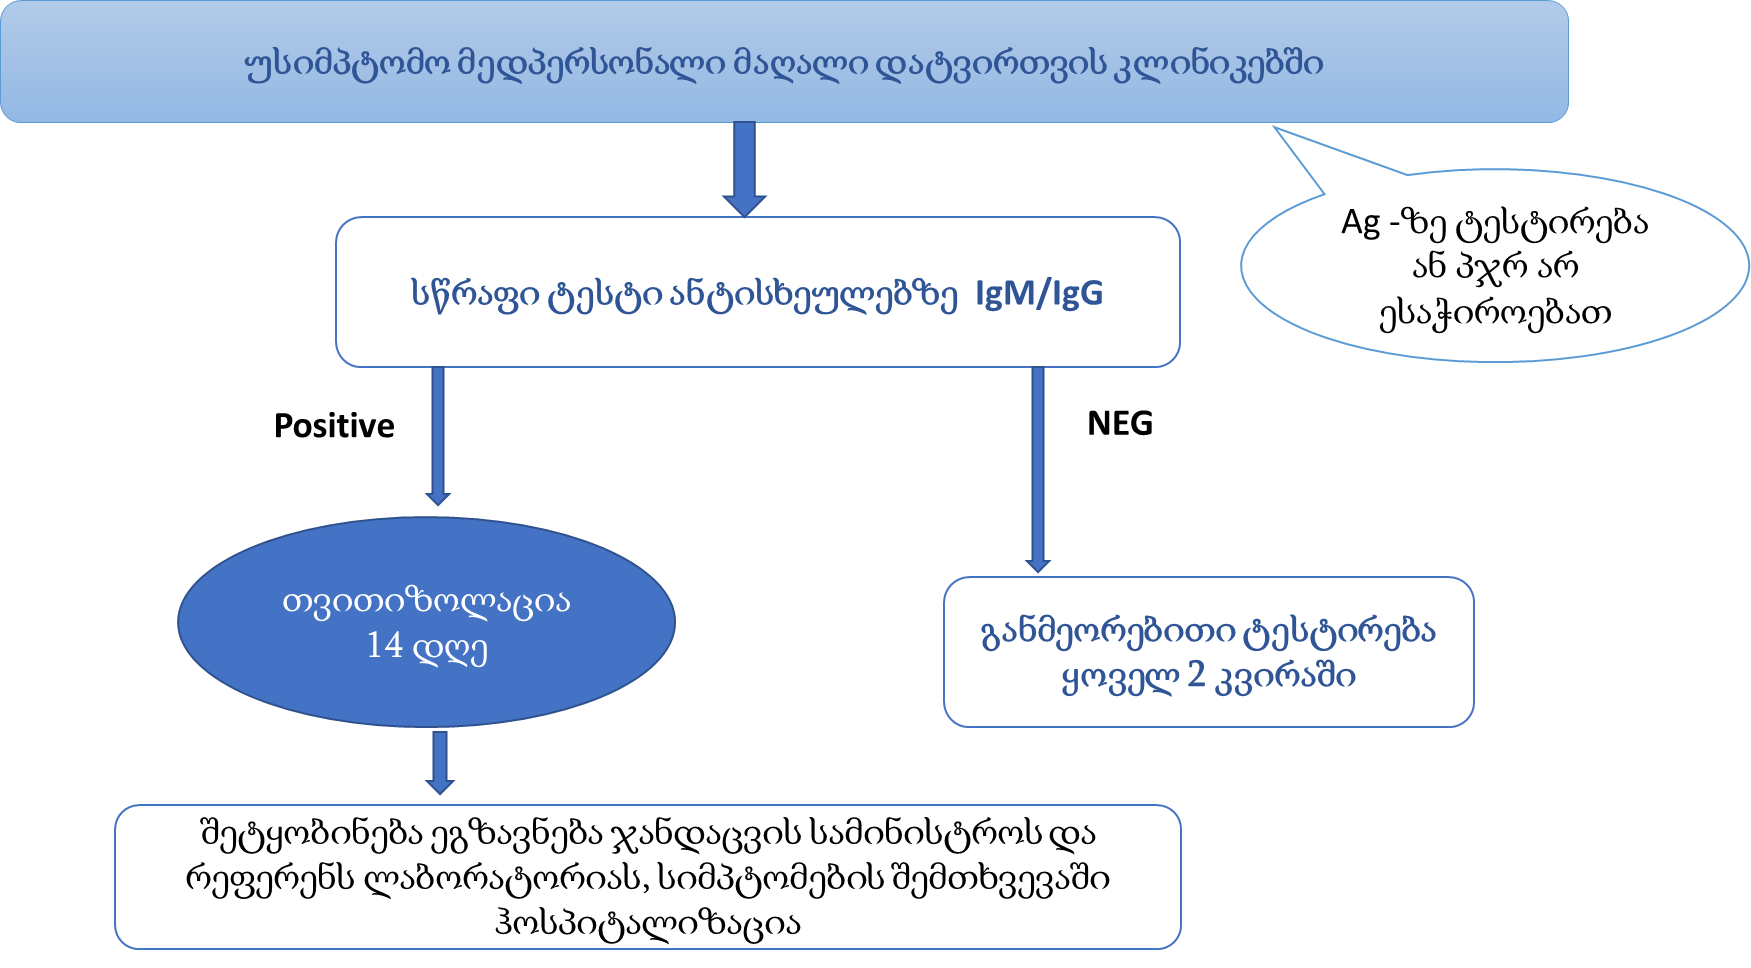 უსიმპტომო მედპერსონალი მაღალი დატვირთვის კლინიკებში
Ag -ზე ტესტირება
ან პჯრ არ
ესაჭიროებათ
სწრაფი ტესტი ანტისხეულებზე IgM/IgG
Positive
NEG
თვითიზოლაცია
14 დღე
განმეორებითი ტესტირება
ყოველ 2 კვირაში
შეტყობინება ეგზავნება ჯანდაცვის სამინისტროს და
რეფერენს ლაბორატორიას, სიმპტომების შემთხვევაში
ჰოსპიტალიზაცია